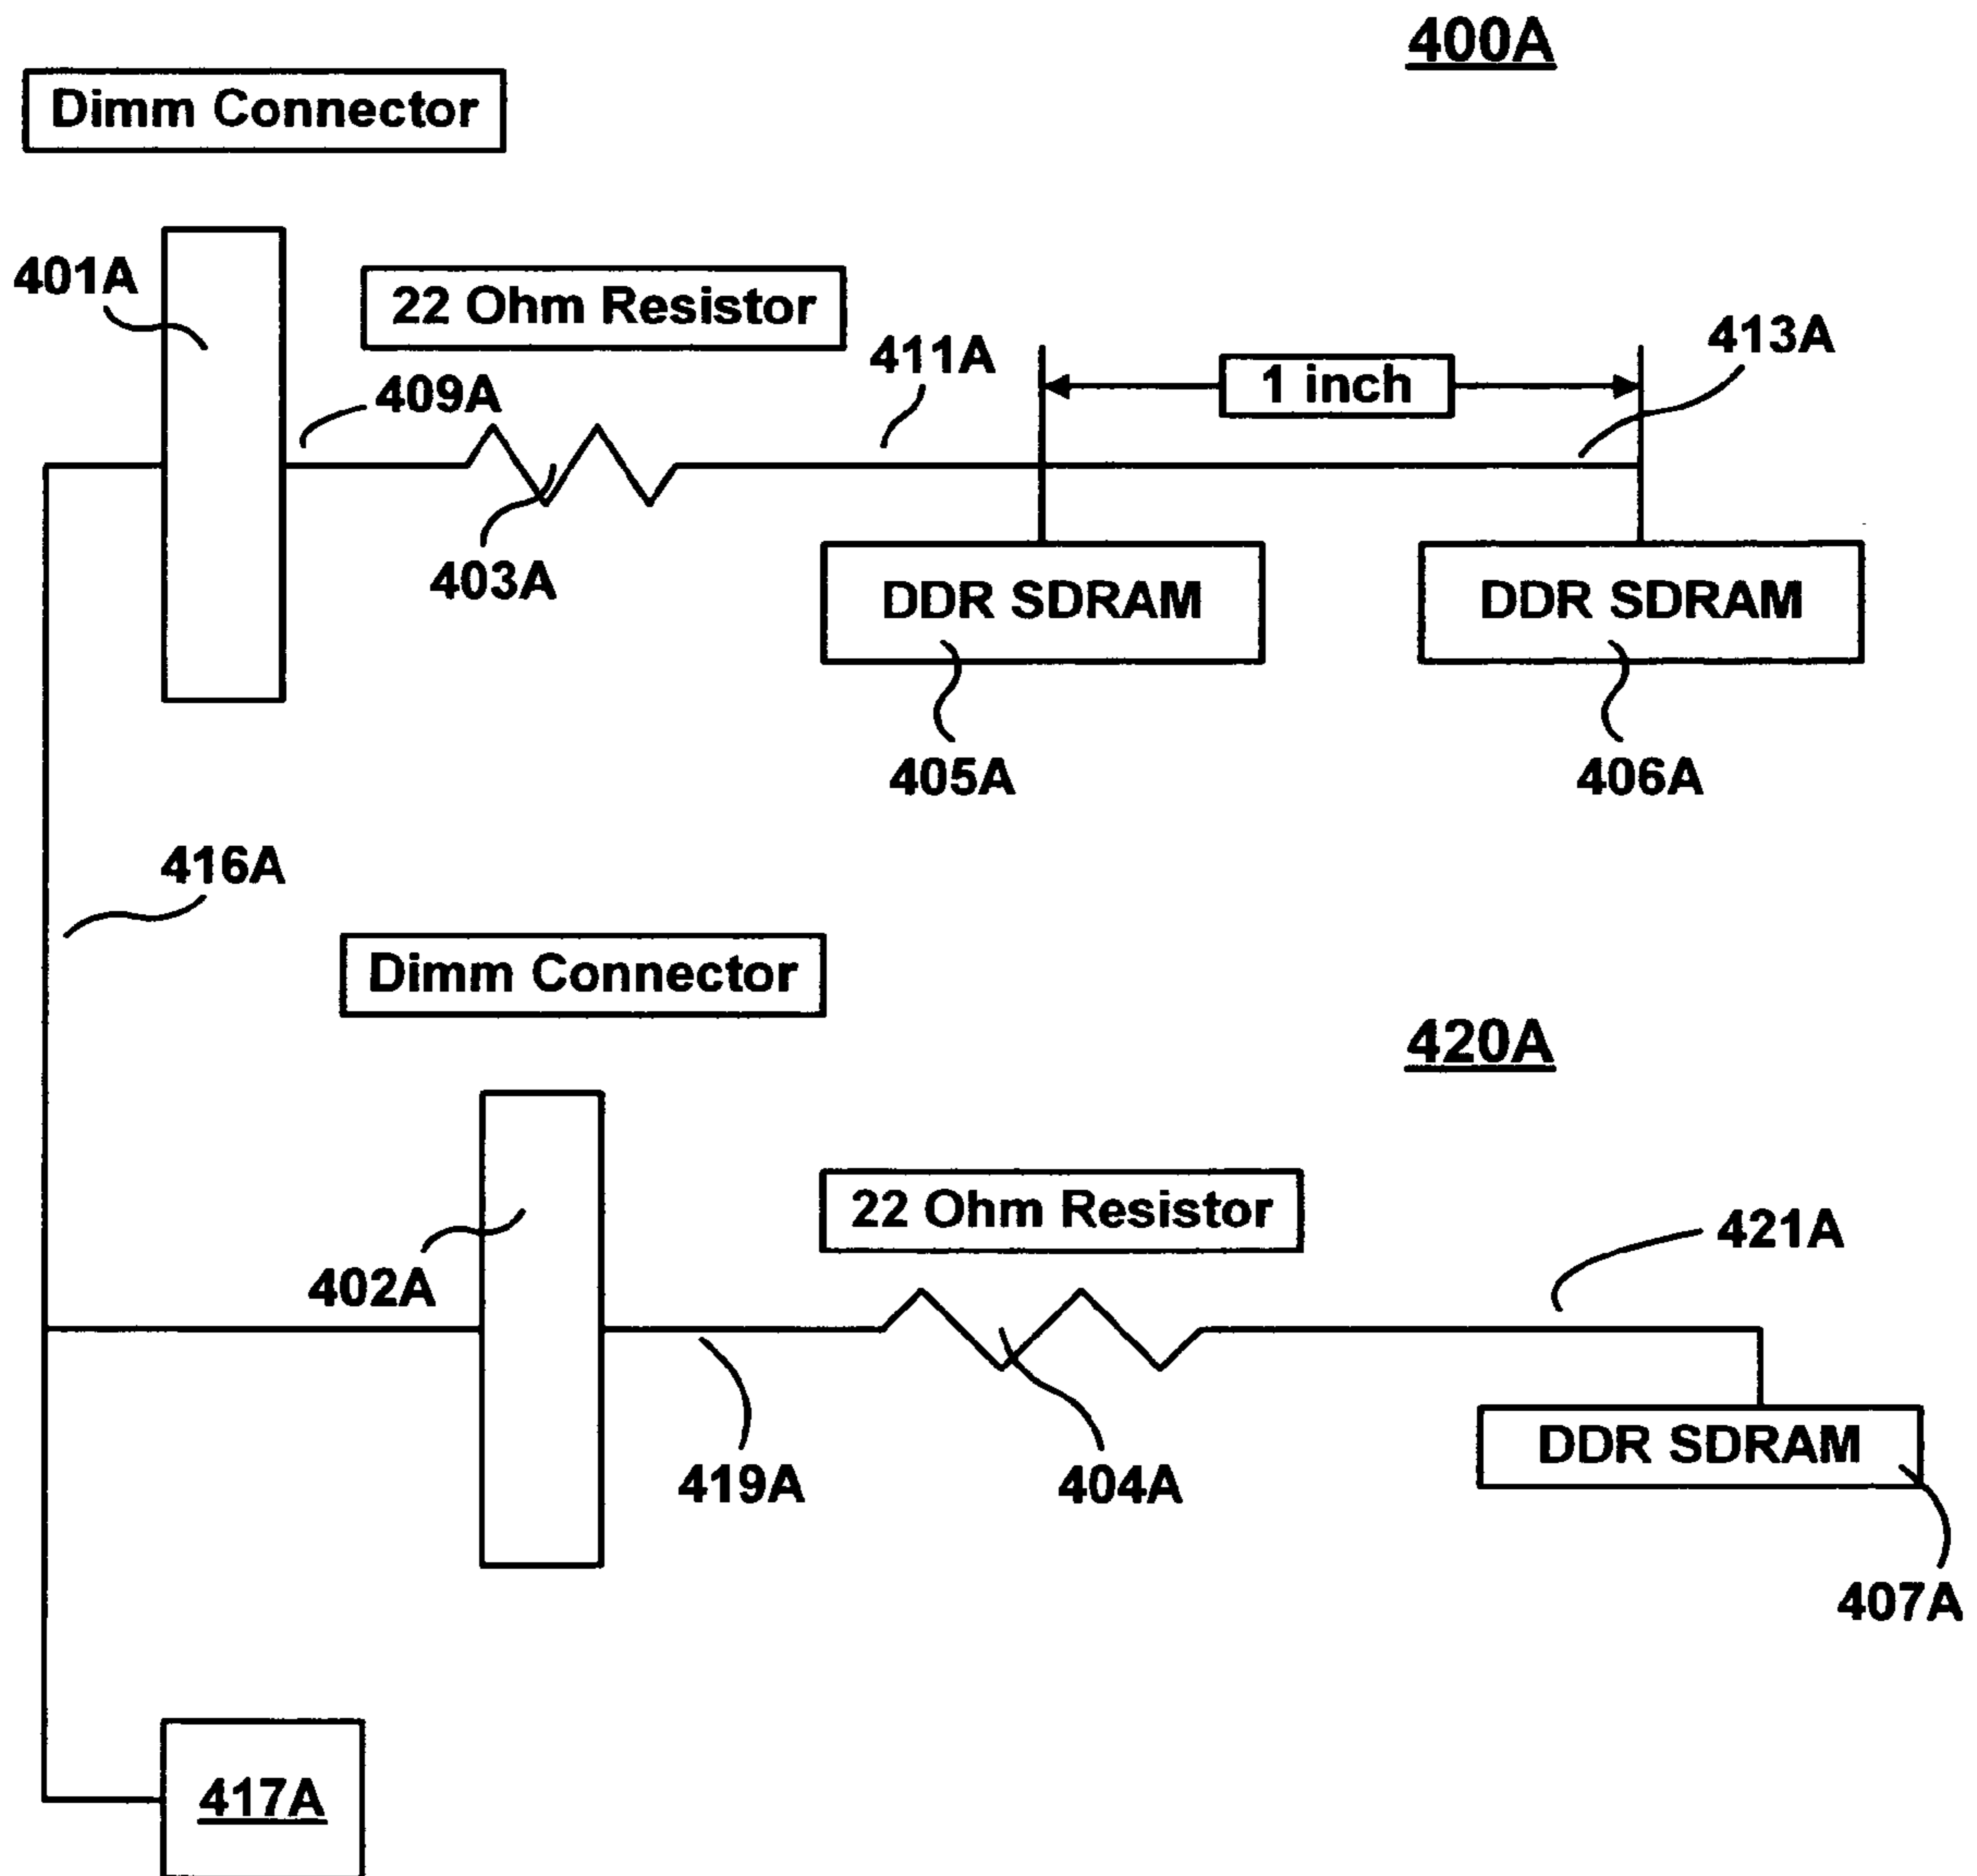 400A
Dimm Connector
401A
22 Ohm Resistor
409A
411A
1 inch
413A
403A
DDR SDRAM
DDR SDRAM
405A
406A
416A
Dimm Connector
420A
402A
22 Ohm Resistor
421A
419A
404A
DDR SDRAM
407A
417A